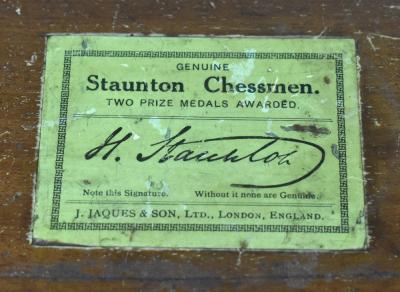 GENUINE
Staunton Chessmen.
TWO PRIZE MEDALS AWARDED.
H. Staunton
Note this Signature. Without it none are Genuine.
J. JAQUES & SON, LTD., LONDON, ENGLAND.